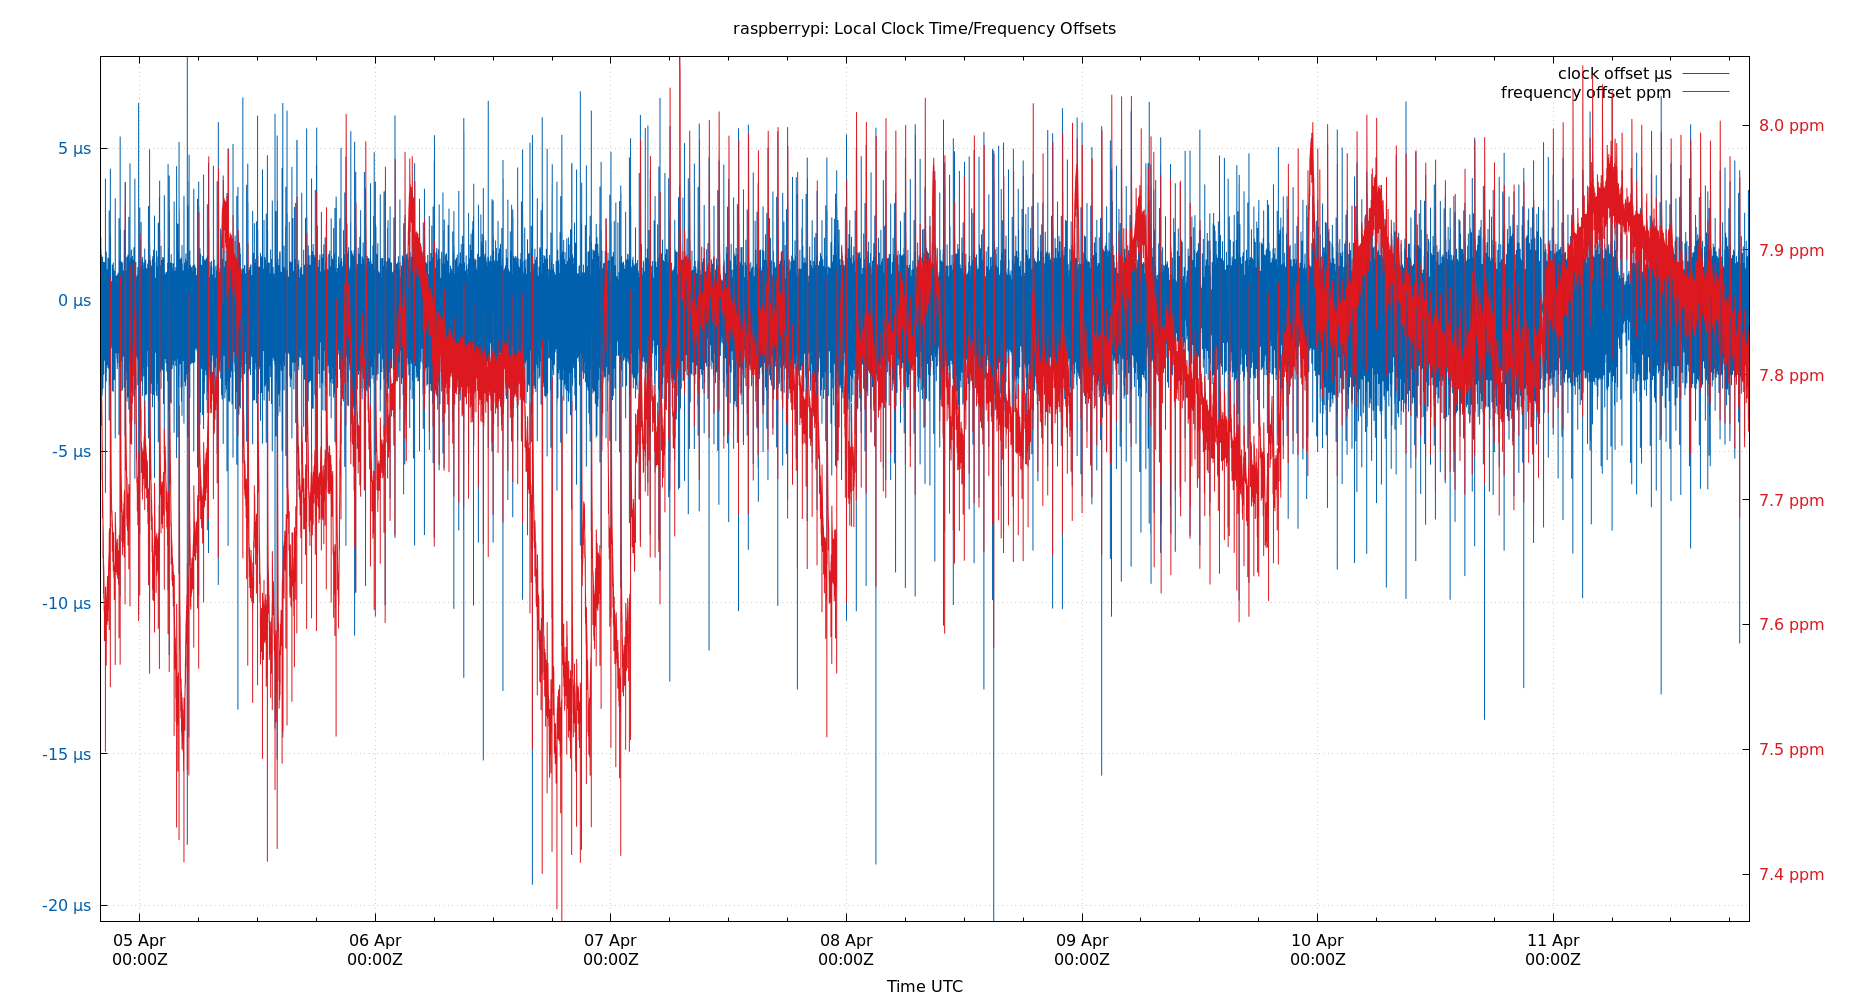 raspberrypi: Local Clock Time/Frequency Offsets
clock offset µs
frequency offset ppm
5 µs
0 µs
-5 µs
-10 µs
-15 µs
-20 µs
8.0 ppm
7.9 ppm
7.8 ppm
7.7 ppm
7.6 ppm
7.5 ppm
7.4 ppm
05 Apr
00:00Z
06 Apr
00:00Z
07 Apr
00:00Z
08 Apr
00:00Z
09 Apr
00:00Z
10 Apr
00:00Z
11 Apr
00:00Z
Time UTC